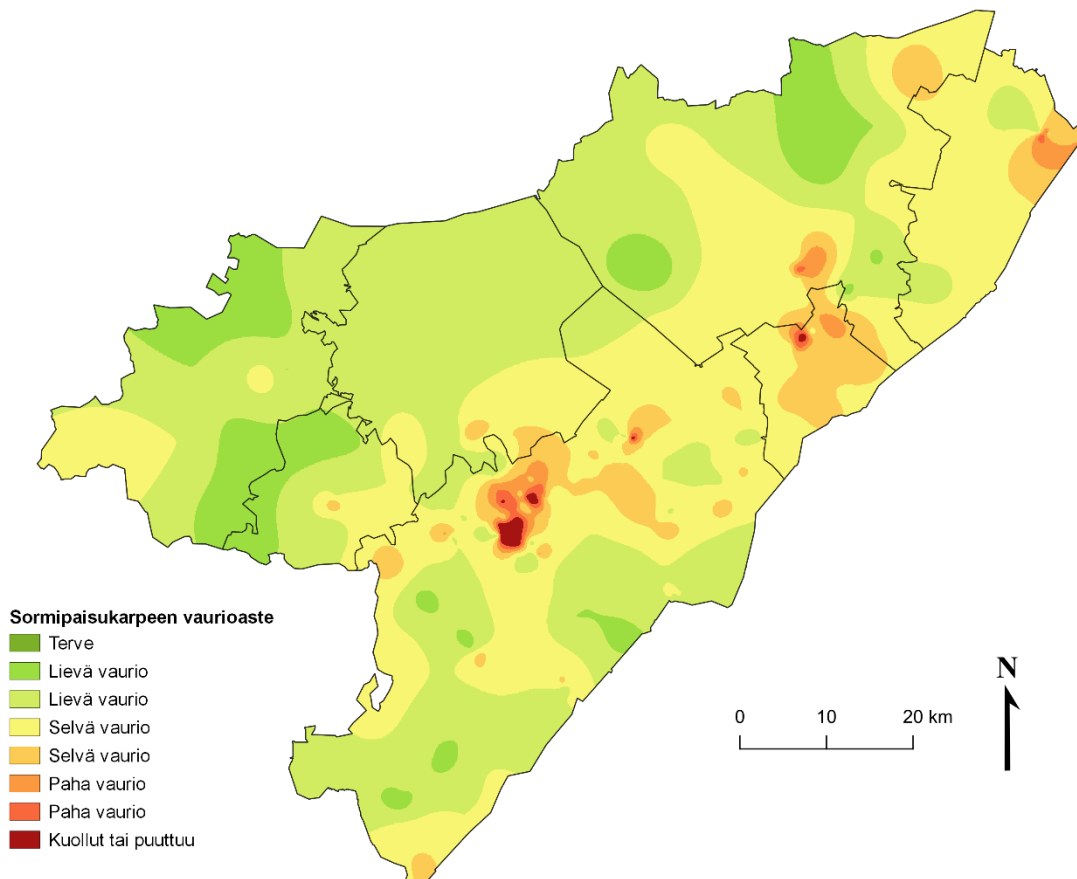 Sormipaisukarpeen vaurioaste
Terve
Lievä vaurio
Lievä vaurio
Selvä vaurio
Selvä vaurio
Paha vaurio
Paha vaurio
Kuollut tai puuttuu
0 10 20 km
N